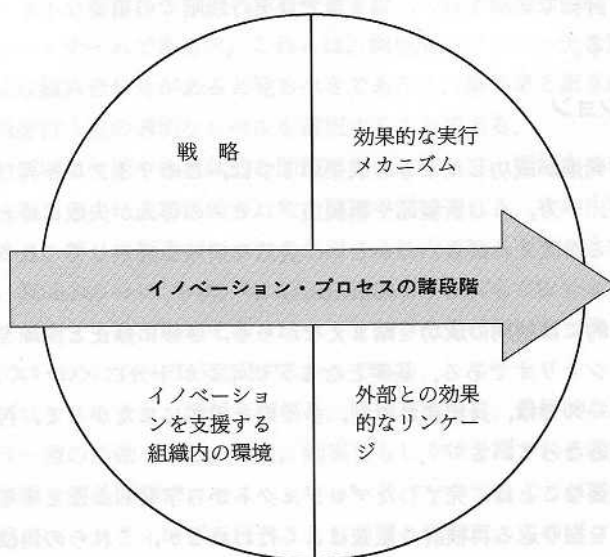 戦　略
効果的な実行
メカニズム
イノベーション・プロセスの諸段階
イノベーショ
ンを支援する
組織内の環境
外部との効果
的なリンケー
ジ